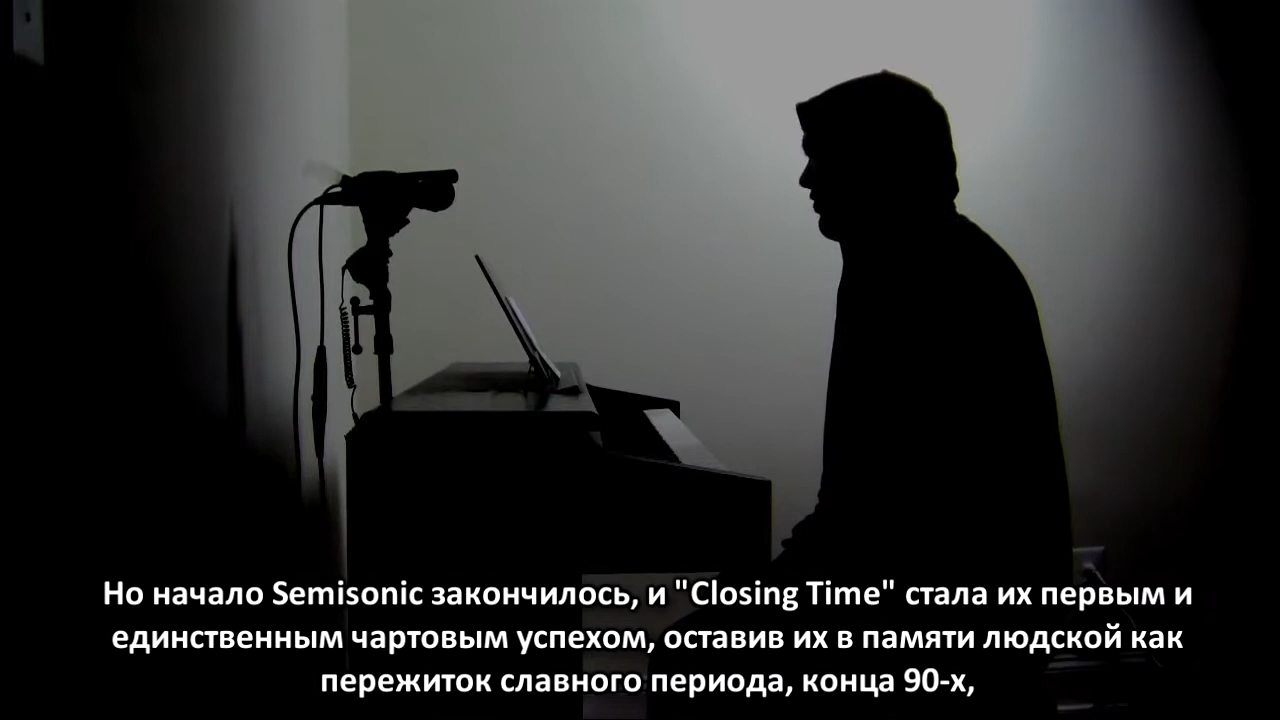 Но начало Semisonic закончилось, и "Closing Time" стала их первым и
единственным чартовым успехом, оставив их в памяти людской как
пережиток славного периода, конца 90-х,